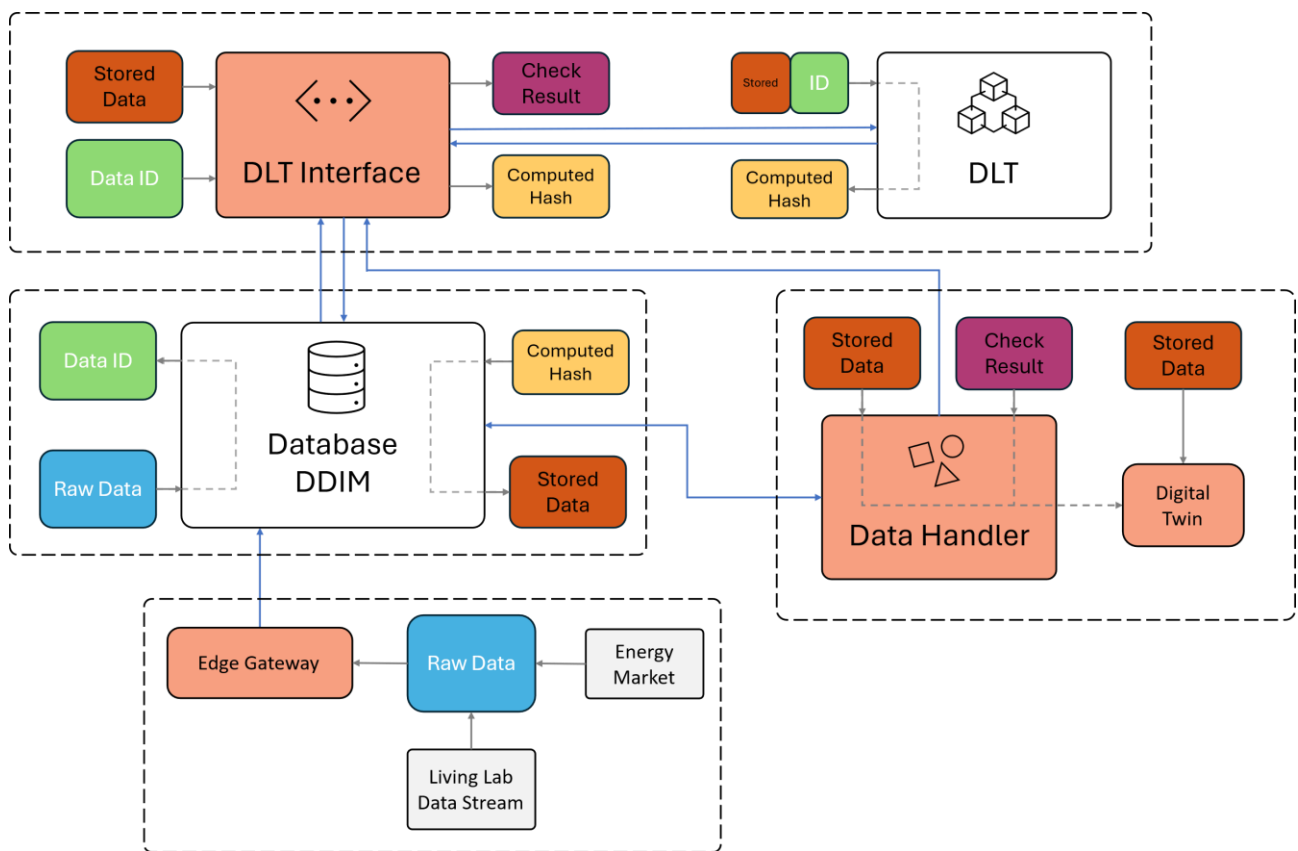 Stored
Data
Check
Result
Stored
ID
DLT Interface
DLT
Data ID
Computed
Hash
Computed
Hash
Data ID
Computed
Hash
Database
DDIM
Raw Data
Stored
Data
Stored
Data
Check
Result
Stored
Data
Data Handler
Digital
Twin
Edge Gateway
Raw Data
Energy
Market
Living Lab
Data Stream